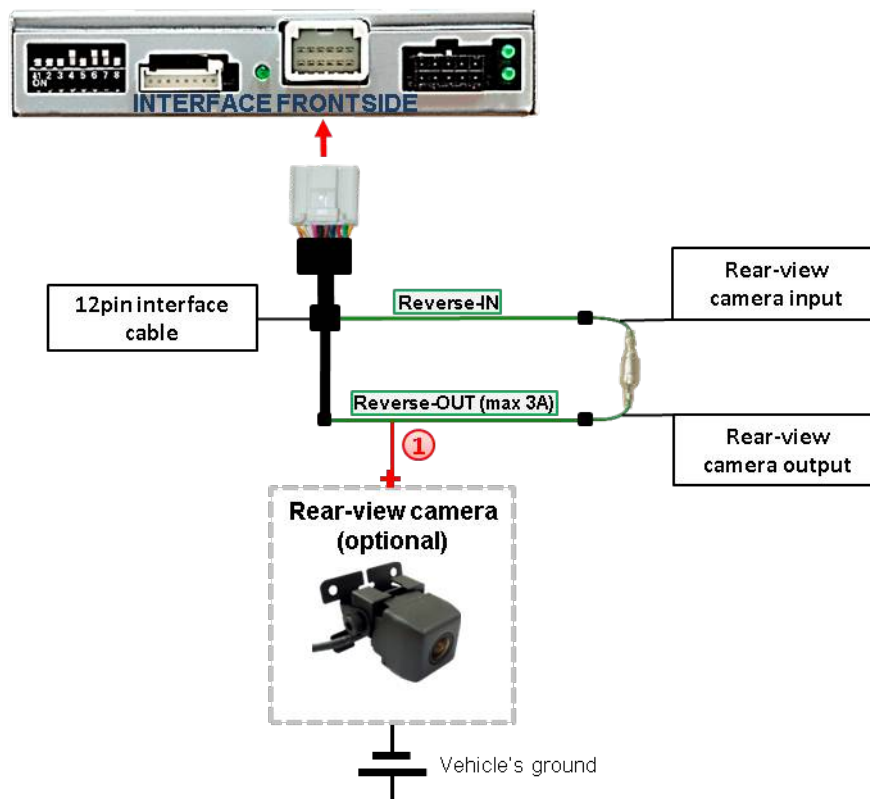 1 2 3 4 5 6 7 8
ON
INTERFACE FRONTSIDE
12pin interface
cable
Reverse-IN
Rear-view
camera input
Reverse-OUT (max 3A)
Rear-view
camera output
1
Rear-view camera
(optional)
Vehicle's ground